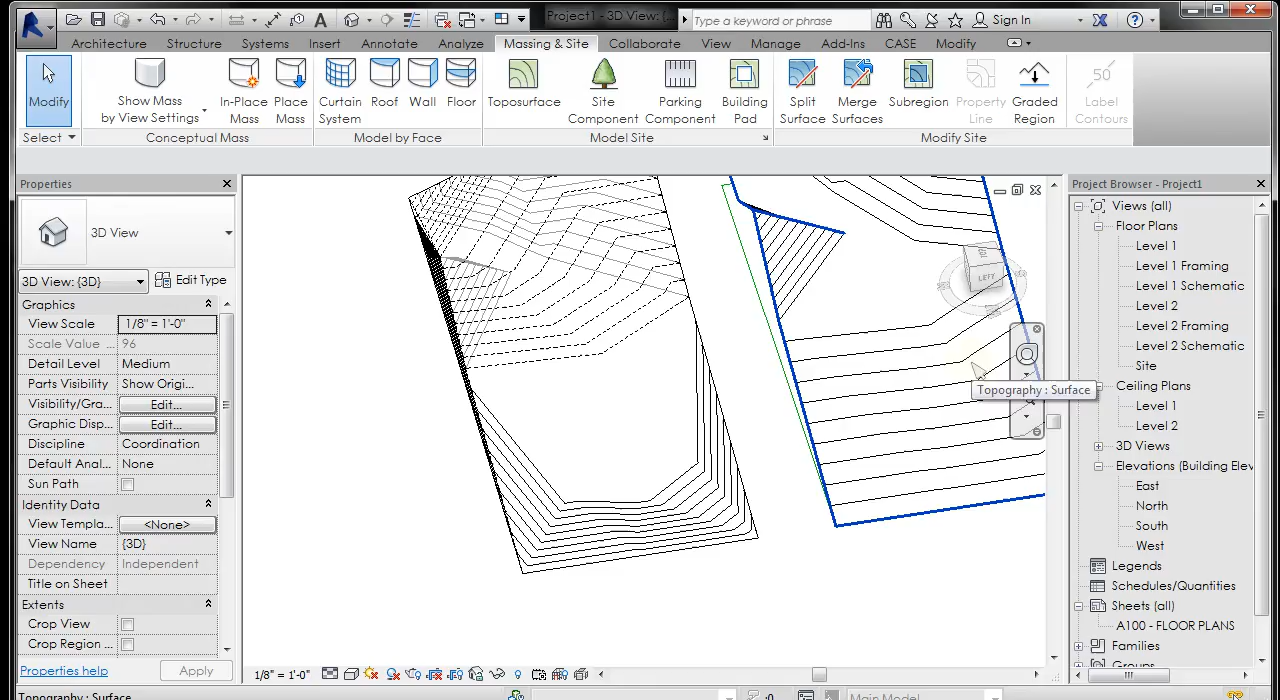 Project1 - 3D View: (...
Type a keyword or phrase
Sign In
Architecture Structure Systems Insert Annotate Analyze Massing & Site Collaborate View Manage Add-Ins CASE Modify
Modify
Show Mass
by View Settings
In-Place
Mass
Place
Mass
Curtain
System
Roof
Wall
Floor
Toposurface
Site
Component
Parking
Component
Building
Pad
Split
Surface
Merge
Surfaces
Subregion
Property
Line
Graded
Region
50
Label
Contours
Select
Conceptual Mass
Model by Face
Model Site
Modify Site
Properties
3D View
3D View: {3D}
Edit Type
Graphics
View Scale 1/8" = 1'-0"
Scale Value ... 96
Detail Level Medium
Parts Visibility Show Origi...
Visibility/Gra... Edit...
Graphic Disp... Edit...
Discipline Coordination
Default Anal... None
Sun Path
Identity Data
View Templa... <None>
View Name {3D}
Dependency Independent
Title on Sheet
Extents
Crop View
Crop Region ...
Properties help
Apply
LEFT
Topography : Surface
1/8" = 1'-0"
Project Browser - Project1
Views (all)
Floor Plans
Level 1
Level 1 Framing
Level 1 Schematic
Level 2
Level 2 Framing
Level 2 Schematic
Site
Ceiling Plans
Level 1
Level 2
3D Views
Elevations (Building Elev
East
North
South
West
Legends
Schedules/Quantities
Sheets (all)
A100 - FLOOR PLANS
Families
Groups
Topography : Surface
:0
Main Model